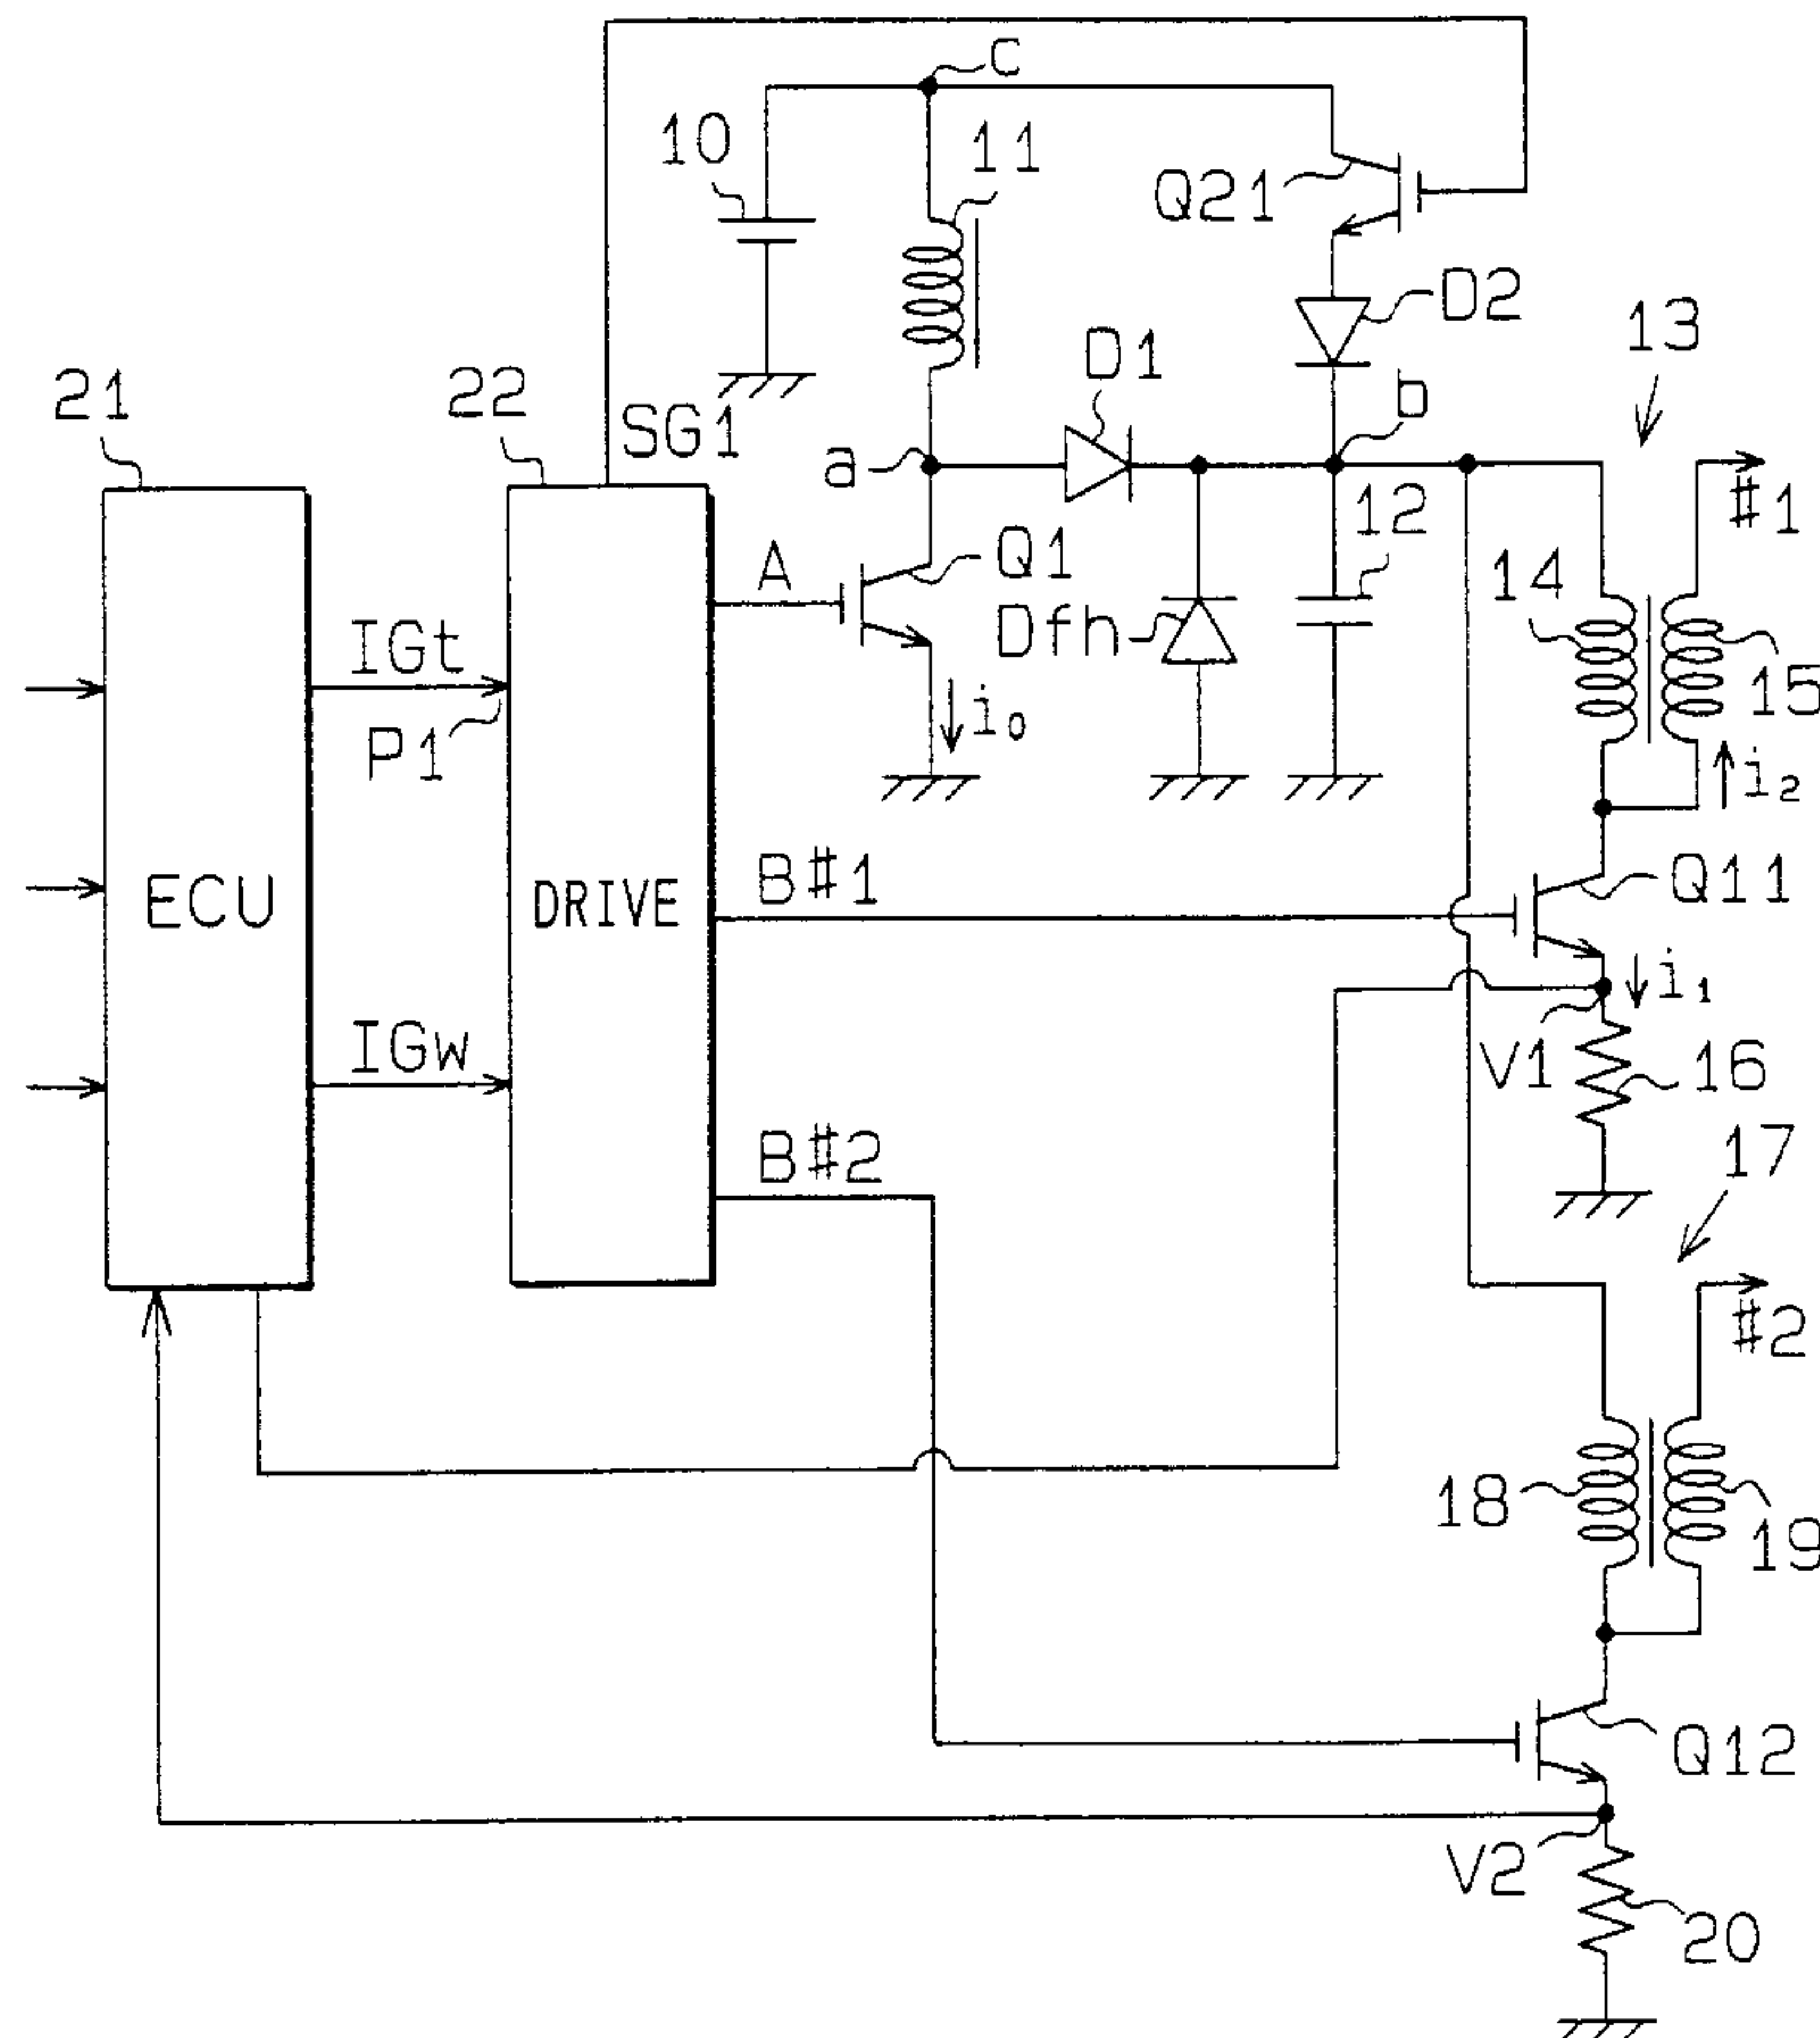 C
10
11
Q21
D2
13
D1
21
22
SG1
b
a
#1
12
A
Q1
14
Dfh
IGt
15
P1
i₀
i₂
B#1
ECU
DRIVE
Q11
i₁
IGw
V1
16
B#2
17
#2
18
19
Q12
V2
20